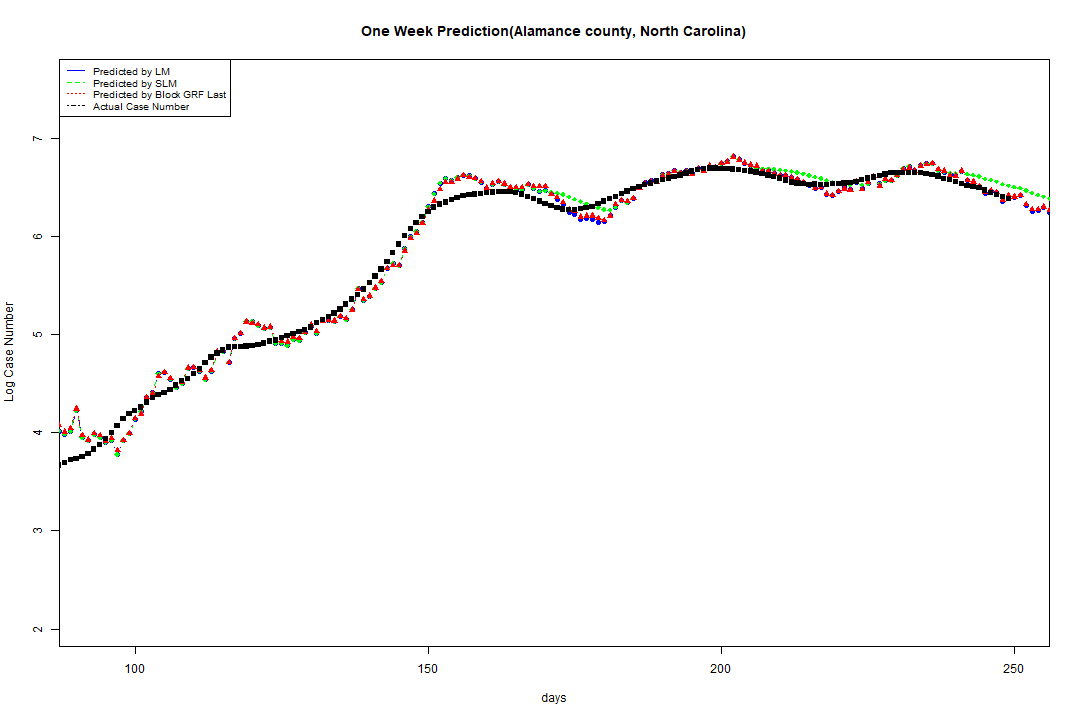 One Week Prediction(Alamance county, North Carolina)
Predicted by LM
Predicted by SLM
Predicted by Block GRF Last
Actual Case Number
7
6
5
4
3
2
Log Case Number
100 150 200 250
days